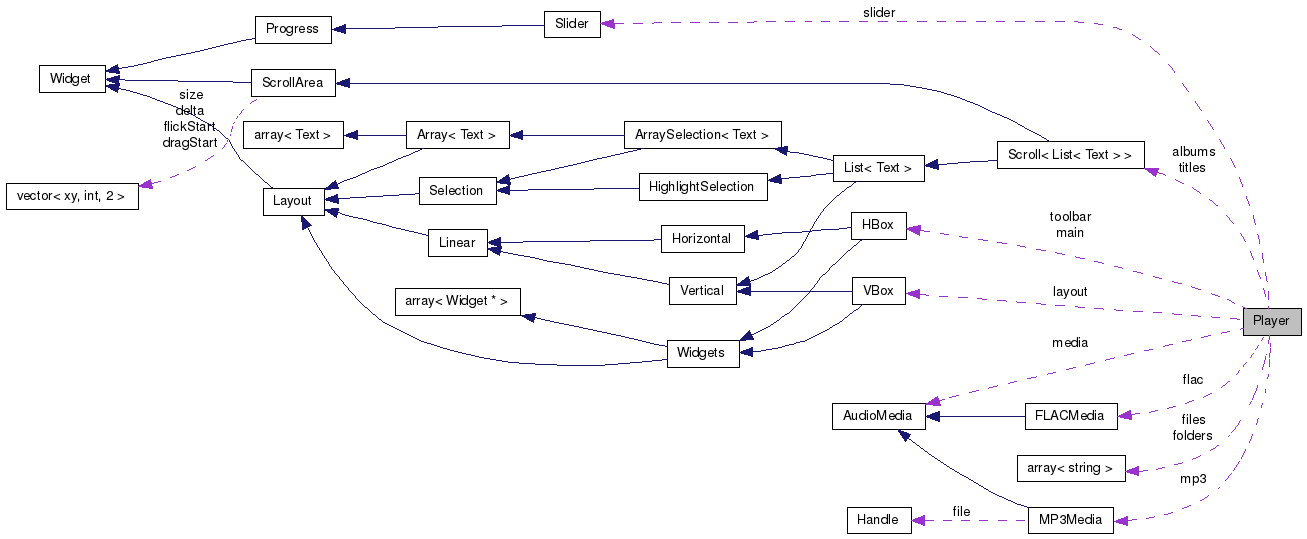 slider
Slider
Progress
Widget
ScrollArea
size
delta
flickStart
dragStart
array< Text >
Array< Text >
ArraySelection< Text >
Scroll< List< Text > >
albums
titles
List< Text >
vector< xy, int, 2 >
Layout
Selection
HighlightSelection
toolbar
main
HBox
Linear
Horizontal
array< Widget * >
Vertical
VBox
layout
Player
Widgets
media
flac
AudioMedia
FLACMedia
files
folders
array< string >
mp3
Handle
file
MP3Media